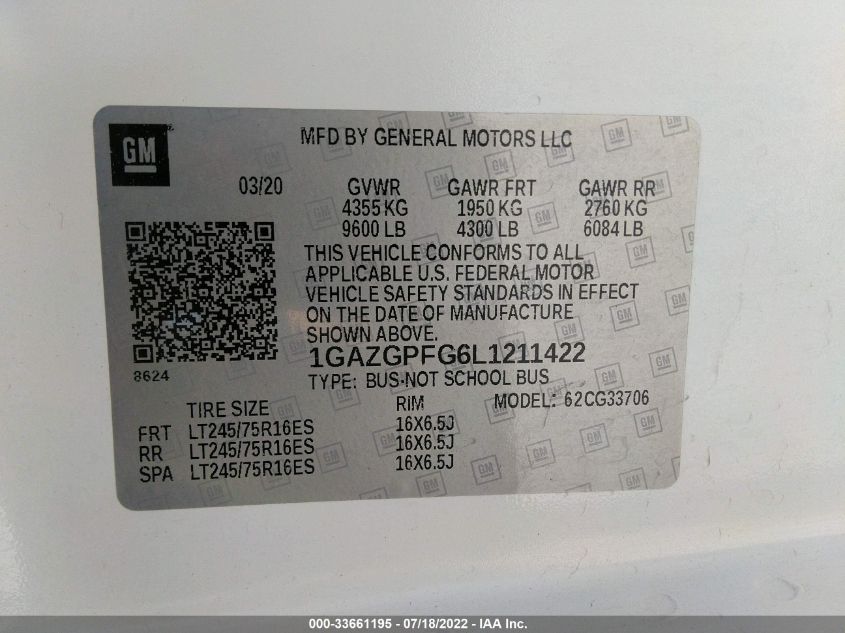 GM
MFD BY GENERAL MOTORS LLC
03/20 GVWR GAWR FRT GAWR RR
4355 KG 1950 KG 2760 KG
9600 LB 4300 LB 6084 LB
THIS VEHICLE CONFORMS TO ALL
APPLICABLE U.S. FEDERAL MOTOR
VEHICLE SAFETY STANDARDS IN EFFECT
ON THE DATE OF MANUFACTURE
SHOWN ABOVE.
1GAZGPFG6L1211422
8624
TYPE: BUS-NOT SCHOOL BUS
TIRE SIZE RIM MODEL: 62CG33706
FRT LT245/75R16ES 16X6.5J
RR LT245/75R16ES 16X6.5J
SPA LT245/75R16ES 16X6.5J
000-33661195 - 07/18/2022 - IAA Inc.